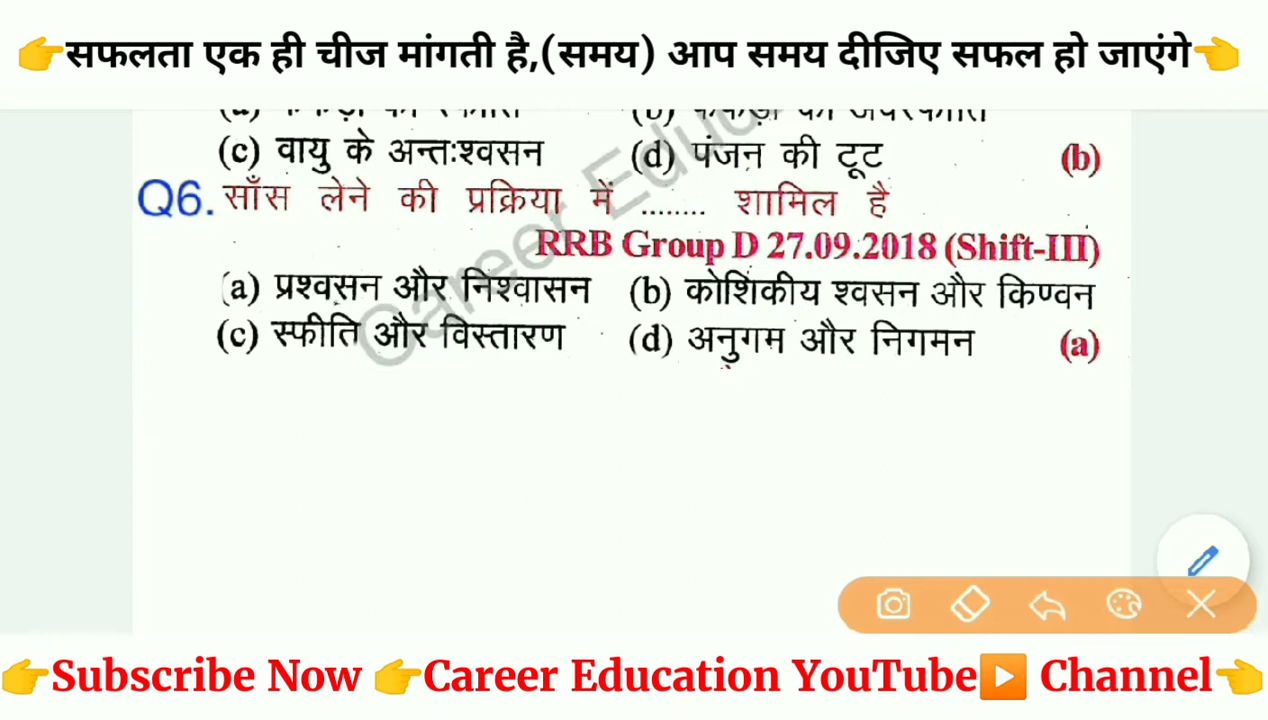 👉सफलता एक ही चीज मांगती है,(समय) आप समय दीजिए सफल हो जाएंगे👈
(c) वायु के अन्तःश्वसन (d) पंजन की टूट (b)
Q6. साँस लेने की प्रक्रिया में ........ शामिल है
RRB Group D 27.09.2018 (Shift-III)
(a) प्रश्वसन और निश्वासन (b) कोशिकीय श्वसन और किण्वन
(c) स्फीति और विस्तारण (d) अनुगम और निगमन (a)
Career Edu
👉Subscribe Now 👉Career Education YouTube▶️ Channel👈